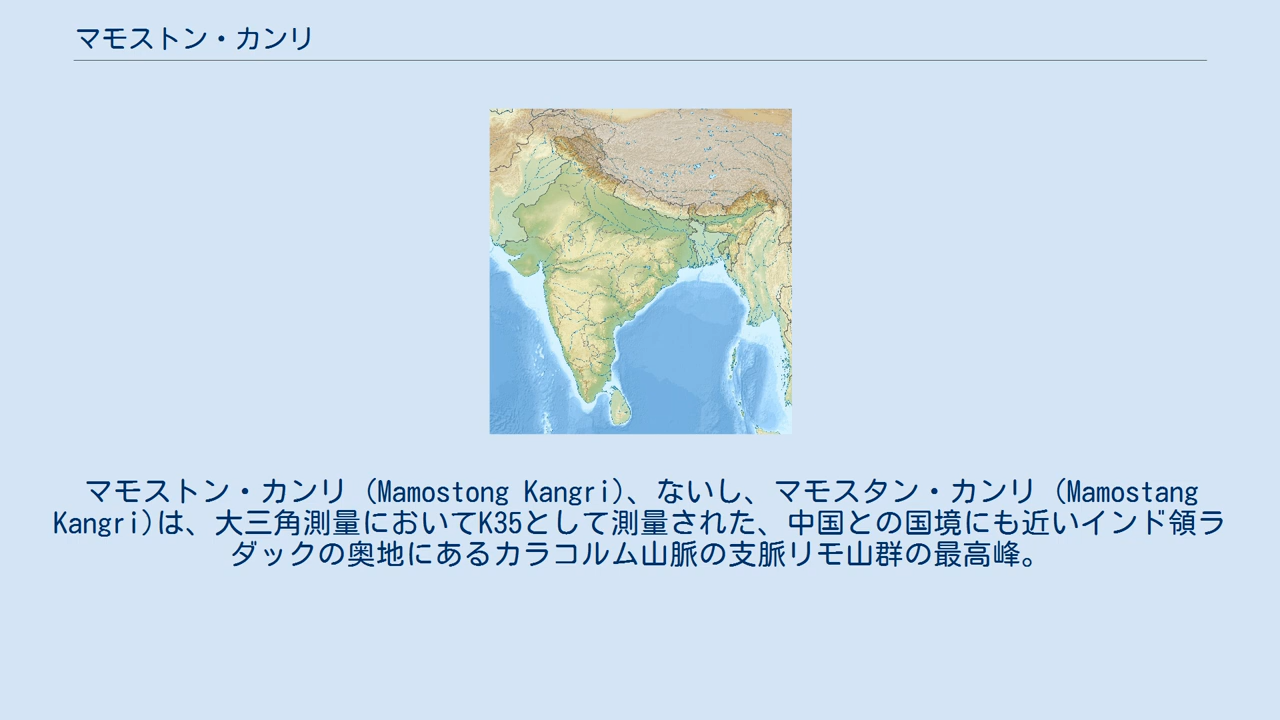 マモストン・カンリ
マモストン・カンリ (Mamostong Kangri)、ないし、マモスタン・カンリ (Mamostang
Kangri)は、大三角測量においてK35として測量された、中国との国境にも近いインド領ラ
ダックの奥地にあるカラコルム山脈の支脈リモ山群の最高峰。